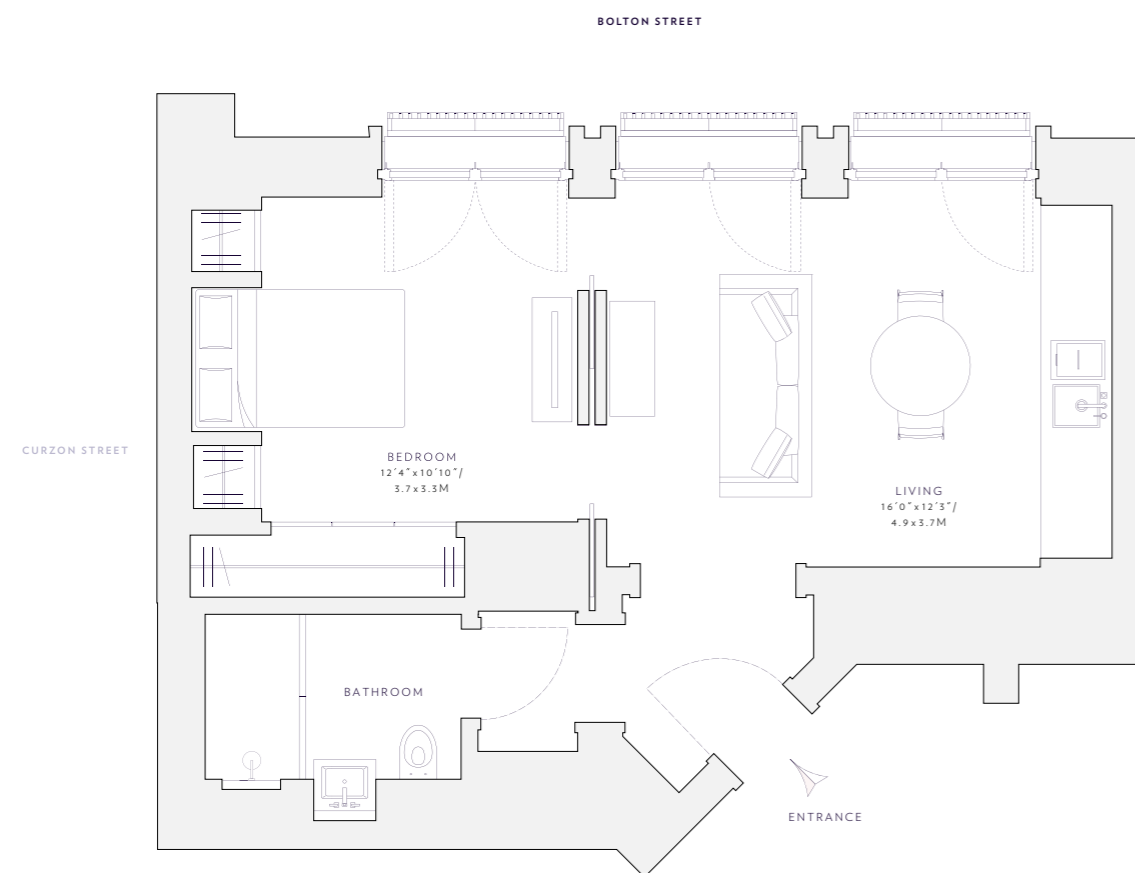 BOLTON STREET
CURZON STREET
BEDROOM
12´4˝x10´10˝/
3.7x3.3M
LIVING
16´0˝x12´3˝/
4.9x3.7M
BATHROOM
ENTRANCE